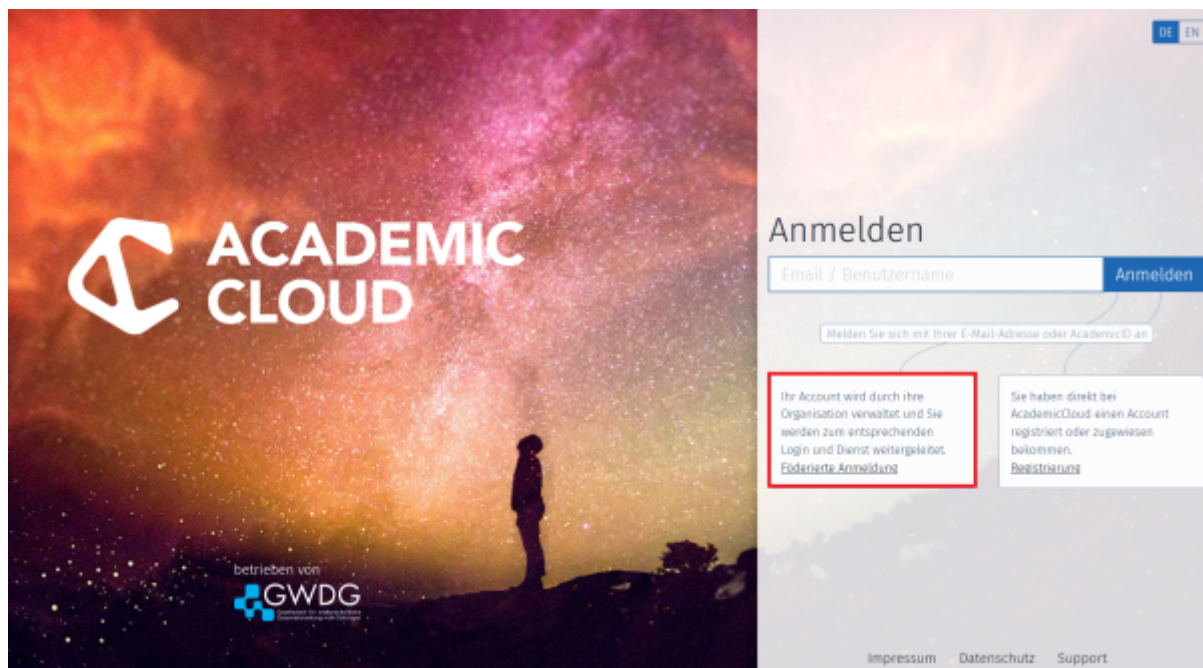 DE EN
ACADEMIC
CLOUD
Anmelden
Email / Benutzername
Anmelden
Melden Sie sich mit Ihrer E-Mail-Adresse oder AcademicID an
Ihr Account wird durch ihre
Organisation verwaltet und Sie
werden zum entsprechenden
Login und Dienst weitergeleitet.
Föderierte Anmeldung
Sie haben direkt bei
AcademicCloud einen Account
registriert oder zugewiesen
bekommen.
Registrierung
betrieben von
GWDG
Impressum Datenschutz Support